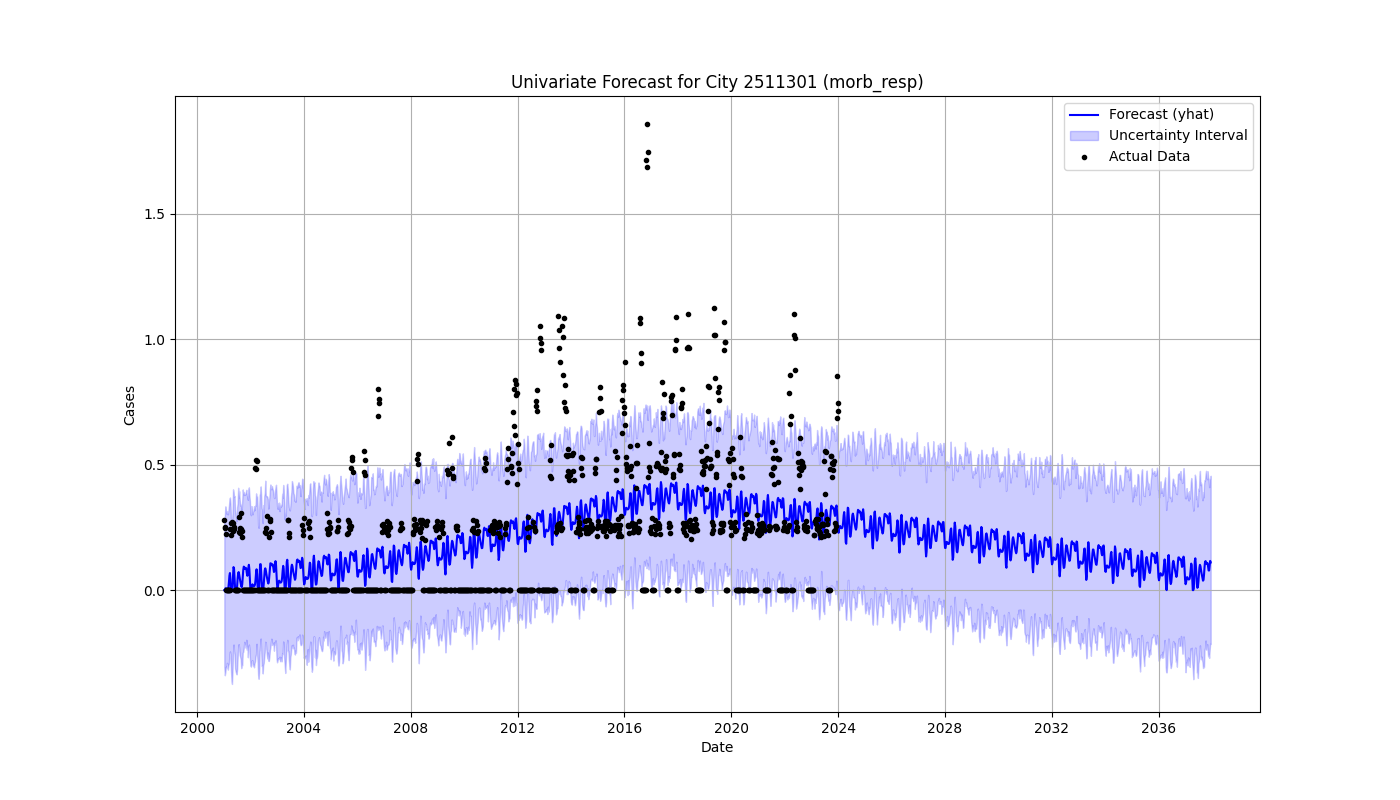 Univariate Forecast for City 2511301 (morb_resp)
Forecast (yhat)
Uncertainty Interval
Actual Data
Cases
1.5
1.0
0.5
0.0
2000 2004 2008 2012 2016 2020 2024 2028 2032 2036
Date